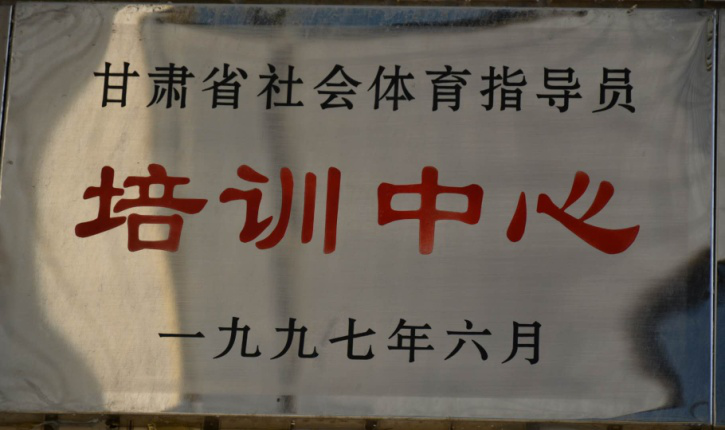 甘肃省社会体育指导员
培训中心
一九九七年六月